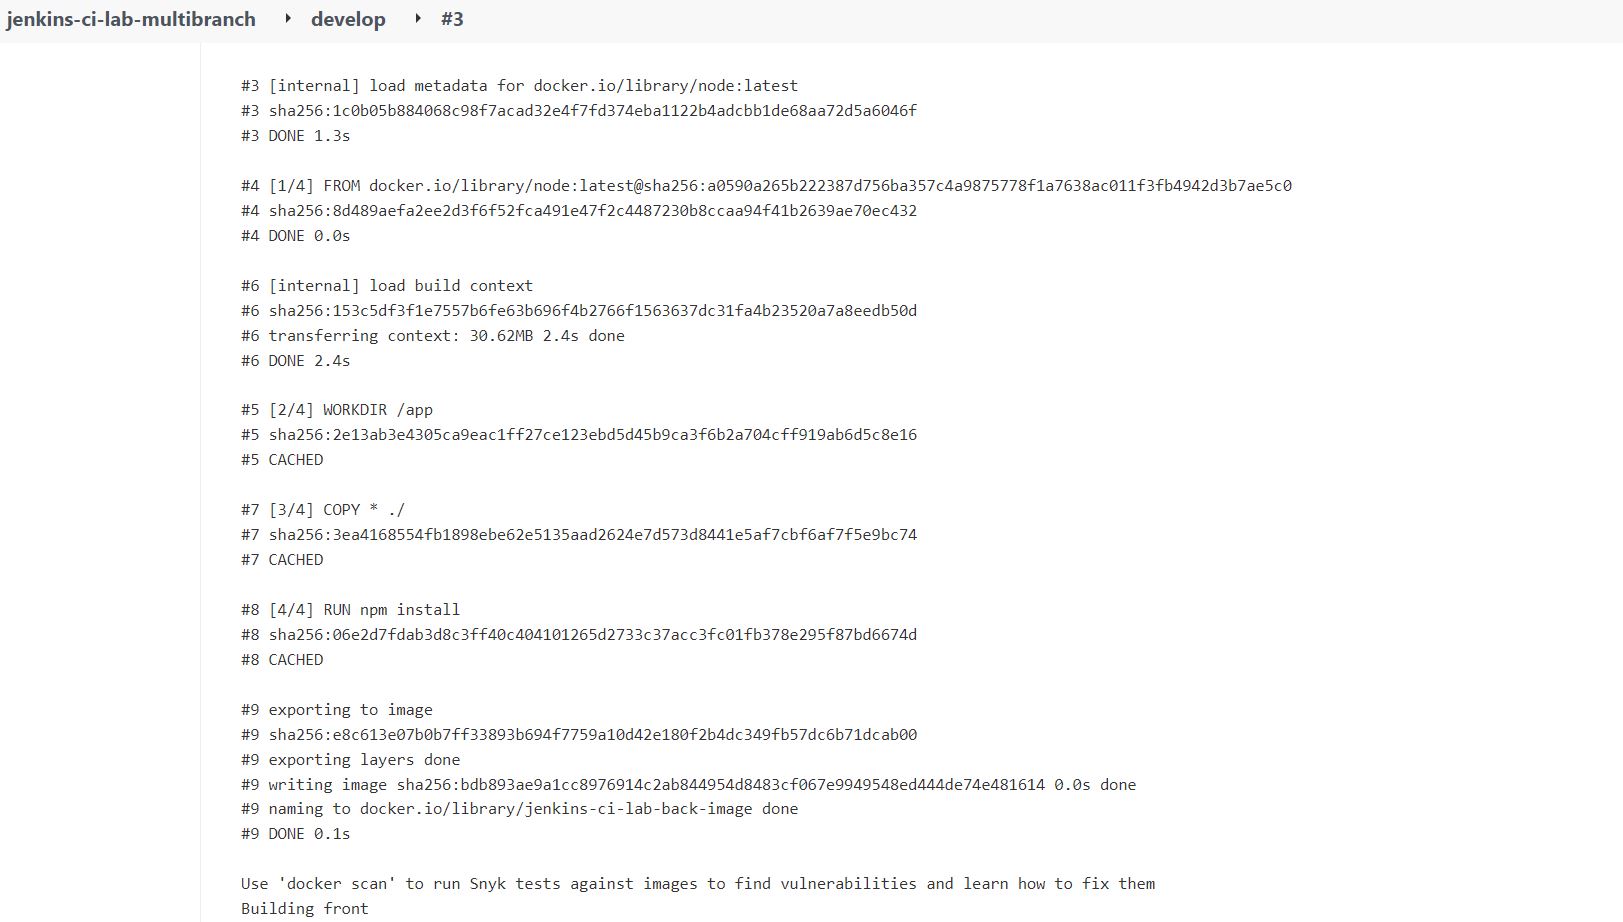 jenkins-ci-lab-multibranch develop #3
#3 [internal] load metadata for docker.io/library/node:latest
#3 sha256:1c0b05b884068c98f7acad32e4f7fd374eba1122b4adcbb1de68aa72d5a6046f
#3 DONE 1.3s
#4 [1/4] FROM docker.io/library/node:latest@sha256:a0590a265b222387d756ba357c4a9875778f1a7638ac011f3fb4942d3b7ae5c0
#4 sha256:8d489aefa2ee2d3f6f52fca491e47f2c4487230b8ccaa94f41b2639ae70ec432
#4 DONE 0.0s
#6 [internal] load build context
#6 sha256:153c5df3f1e7557b6fe63b696f4b2766f1563637dc31fa4b23520a7a8eedb50d
#6 transferring context: 30.62MB 2.4s done
#6 DONE 2.4s
#5 [2/4] WORKDIR /app
#5 sha256:2e13ab3e4305ca9eac1ff27ce123ebd5d45b9ca3f6b2a704cff919ab6d5c8e16
#5 CACHED
#7 [3/4] COPY * ./
#7 sha256:3ea4168554fb1898ebe62e5135aad2624e7d573d8441e5af7cbf6af7f5e9bc74
#7 CACHED
#8 [4/4] RUN npm install
#8 sha256:06e2d7fdab3d8c3ff40c404101265d2733c37acc3fc01fb378e295f87bd6674d
#8 CACHED
#9 exporting to image
#9 sha256:e8c613e07b0b7ff33893b694f7759a10d42e180f2b4dc349fb57dc6b71dcab00
#9 exporting layers done
#9 writing image sha256:bdb893ae9a1cc8976914c2ab844954d8483cf067e9949548ed444de74e481614 0.0s done
#9 naming to docker.io/library/jenkins-ci-lab-back-image done
#9 DONE 0.1s
Use 'docker scan' to run Snyk tests against images to find vulnerabilities and learn how to fix them
Building front